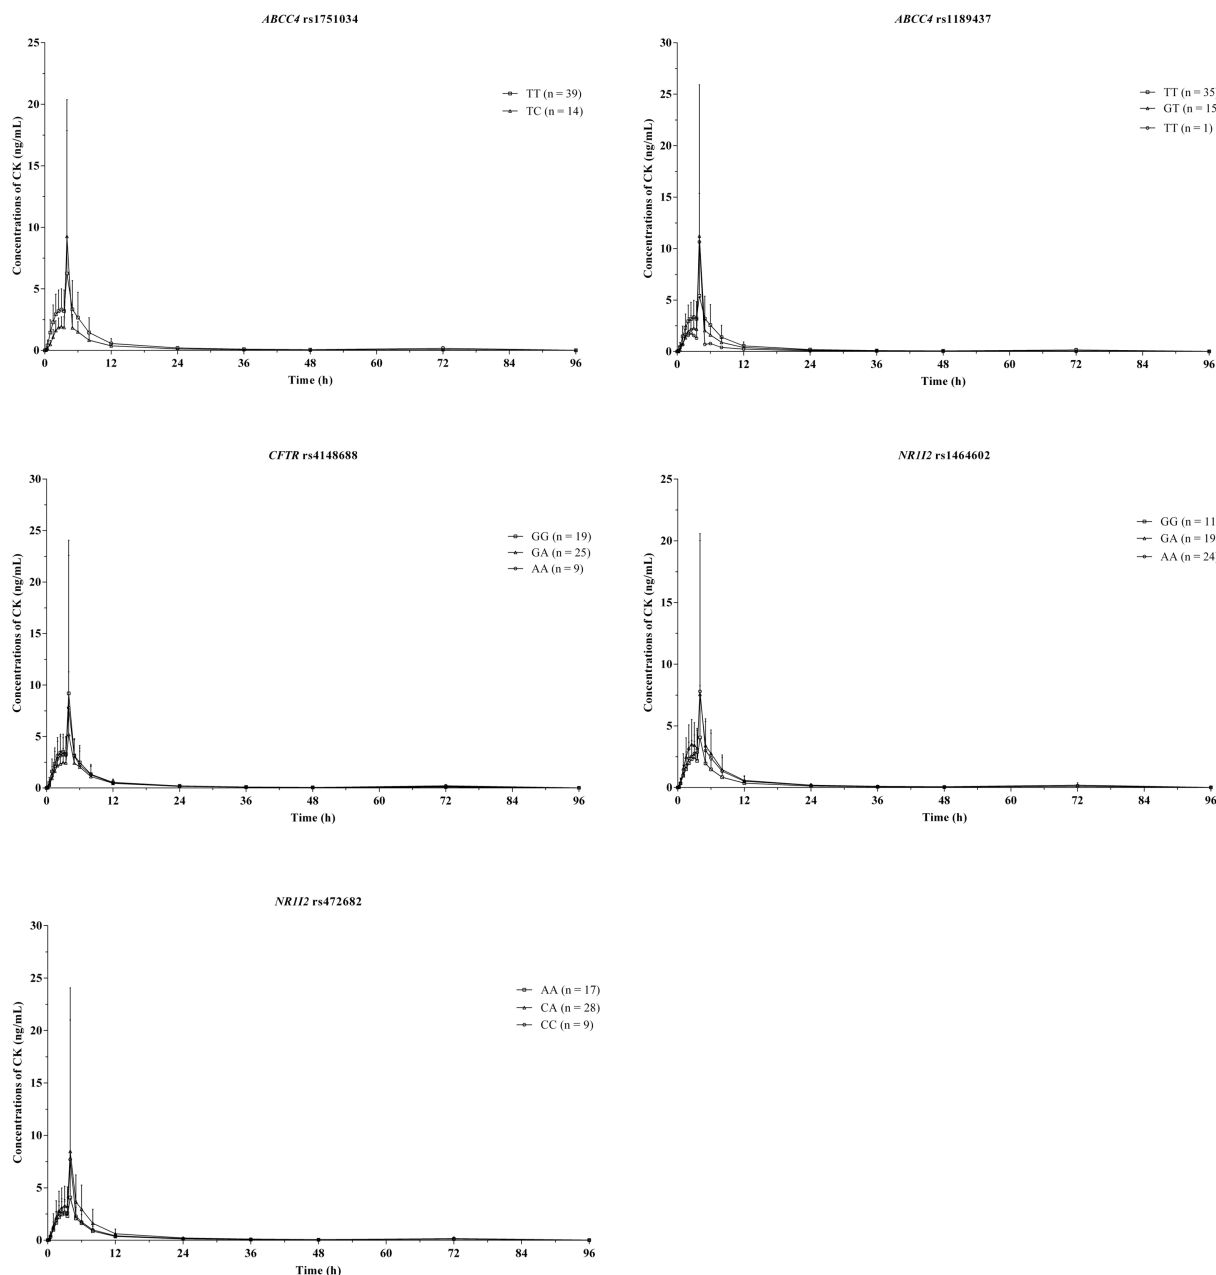 ABCC4 rs1751034
25
20
15
10
5
0
Concentrations of CK (ng/mL)
TT (n = 39)
TC (n = 14)
0 12 24 36 48 60 72 84 96
Time (h)
ABCC4 rs1189437
30
25
20
15
10
5
0
Concentrations of CK (ng/mL)
TT (n = 35
GT (n = 15
TT (n = 1)
0 12 24 36 48 60 72 84 96
Time (h)
CFTR rs4148688
30
25
20
15
10
5
0
Concentrations of CK (ng/mL)
GG (n = 19)
GA (n = 25)
AA (n = 9)
0 12 24 36 48 60 72 84 96
Time (h)
NR1I2 rs1464602
25
20
15
10
5
0
Concentrations of CK (ng/mL)
GG (n = 11
GA (n = 19
AA (n = 24
0 12 24 36 48 60 72 84 96
Time (h)
NR1I2 rs472682
30
25
20
15
10
5
0
Concentrations of CK (ng/mL)
AA (n = 17)
CA (n = 28)
CC (n = 9)
0 12 24 36 48 60 72 84 96
Time (h)